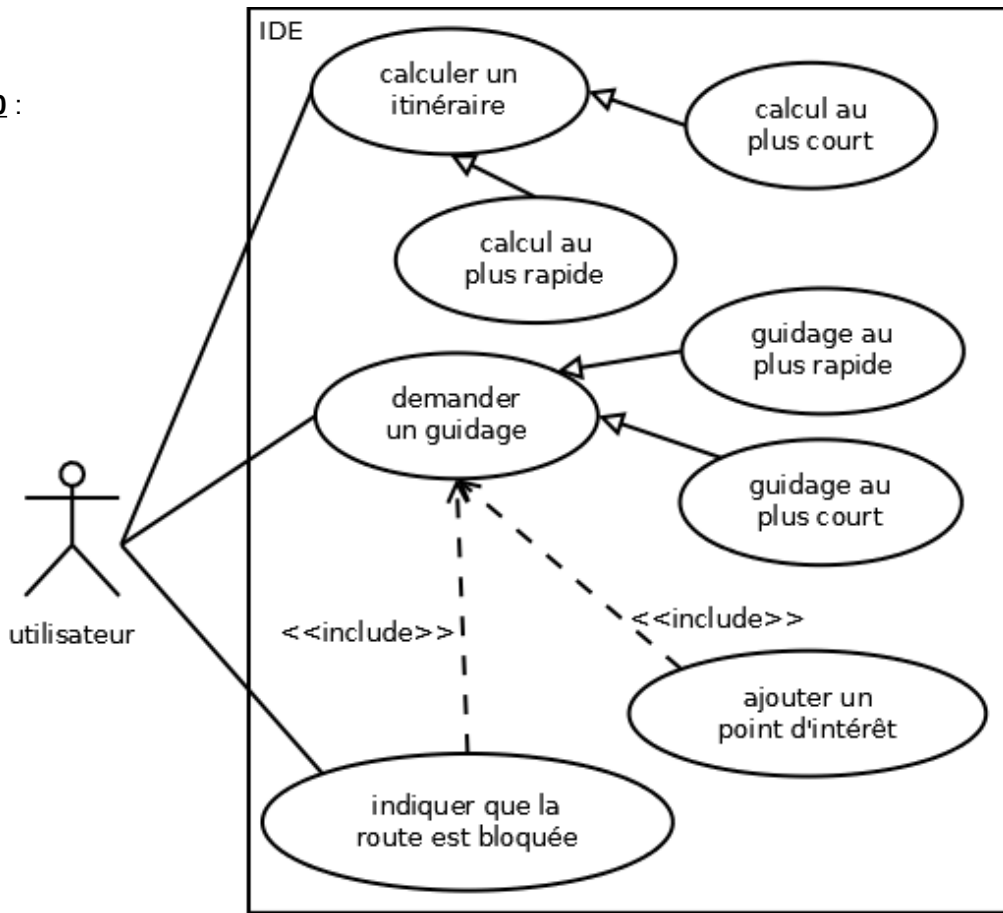 IDE
calculer un
itinéraire
:
calcul au
plus court
calcul au
plus rapide
guidage au
plus rapide
demander
un guidage
guidage au
plus court
utilisateur
<<include>>
<<include>>
ajouter un
point d'intérêt
indiquer que la
route est bloquée